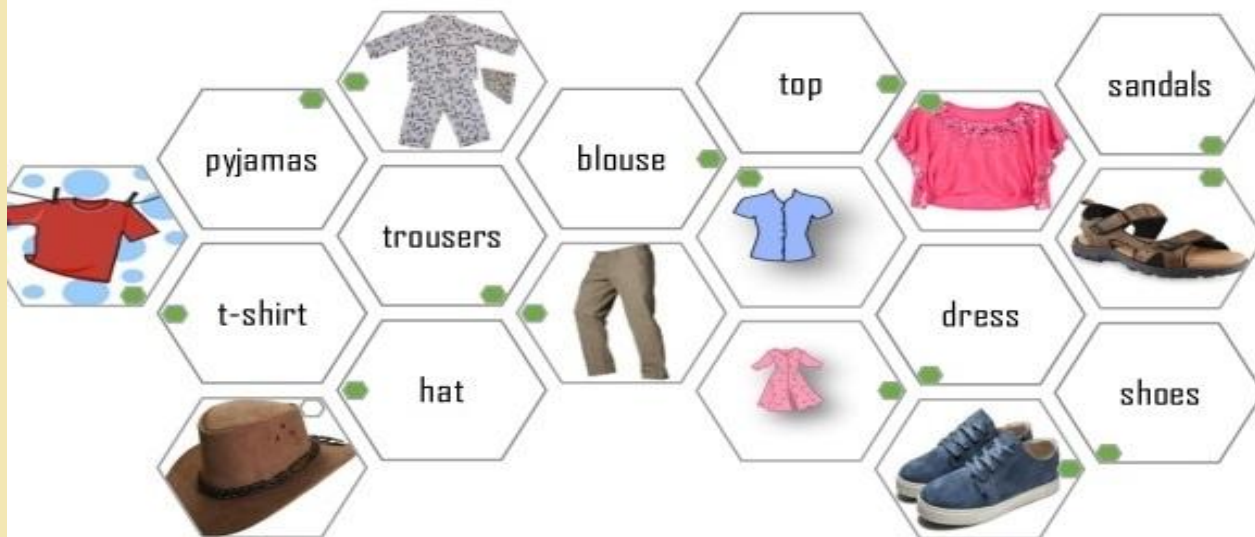 top
sandals
pyjamas
blouse
trousers
t-shirt
dress
hat
shoes